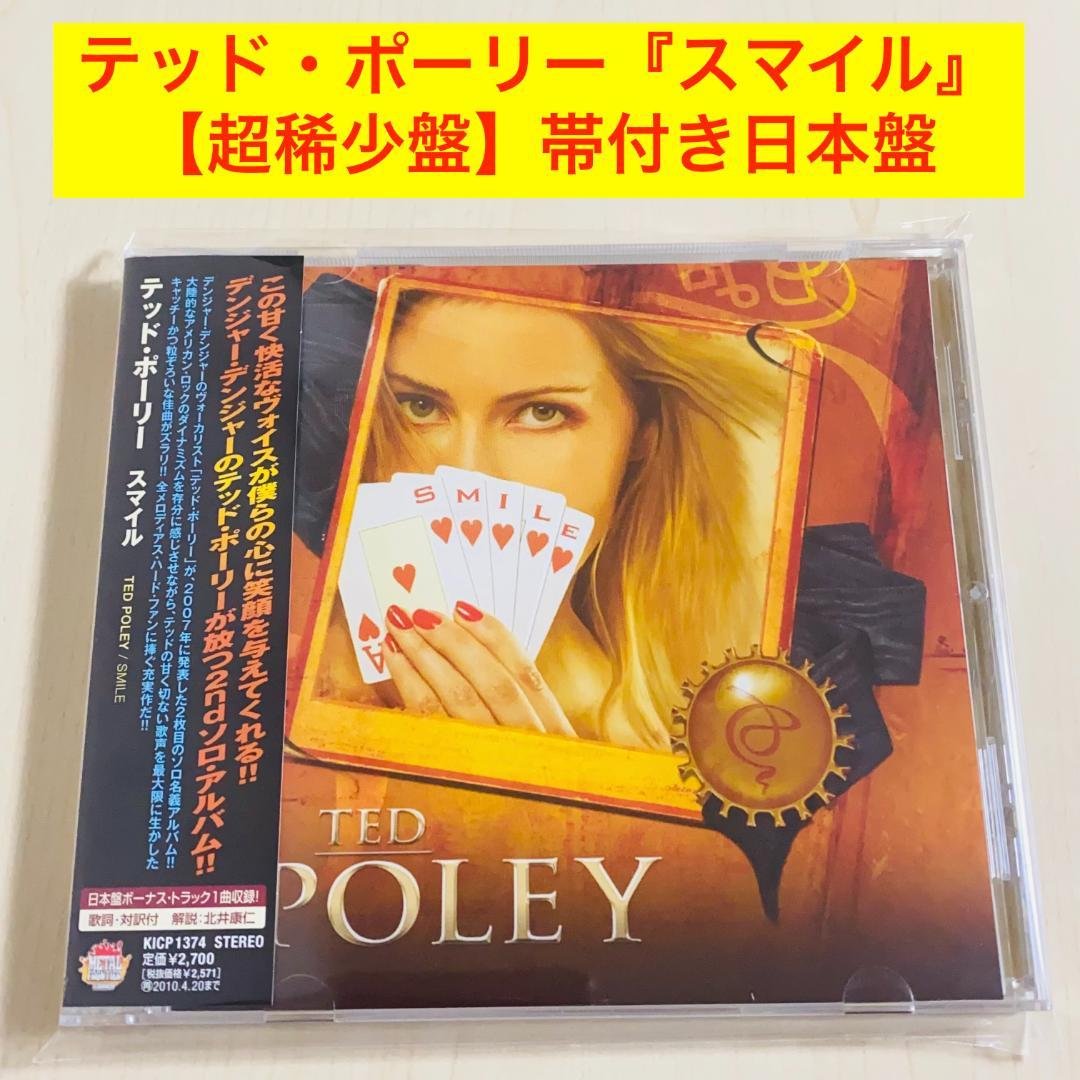 テッド・ポーリー『スマイル』
【超稀少盤】帯付き日本盤
この甘く快活なヴォイスが僕らの心に笑顔を与えてくれる!!
デンジャー・デンジャーのテッド・ポーリーが放つ2ndソロ・アルバム!!
デンジャー・デンジャーのヴォーカリスト「テッド・ポーリー」が、2007年に発表した2枚目のソロ名義アルバム!!
大陸的なアメリカン・ロックのダイナミズムを存分に感じさせながら、テッドの甘く切ない歌声を最大限に生かした
キャッチーかつ粒ぞろいな佳曲がズラリ!! 全メロディアス・ハード・ファンに捧ぐ充実作だ!!
テッド・ポーリー スマイル
TED POLEY / SMILE
日本盤ボーナス・トラック1曲収録!
歌詞・対訳付 解説:北井康仁
KICP1374 STEREO
定価¥2,700
[税抜価格¥2,571]
㊢2010.4.20まで
METAL
SMILE
A
TED
POLEY